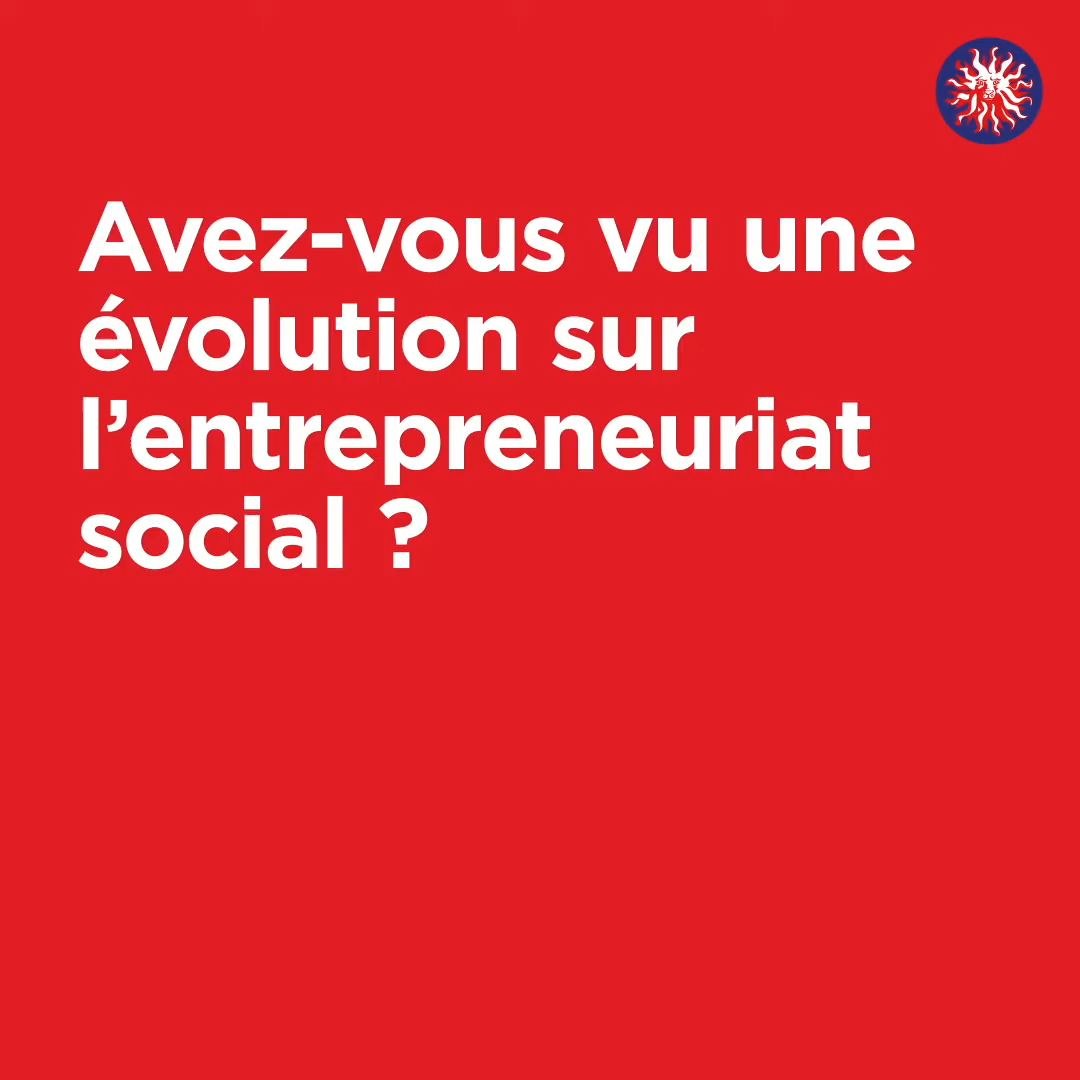 Avez-vous vu une
évolution sur
l’entrepreneuriat
social ?